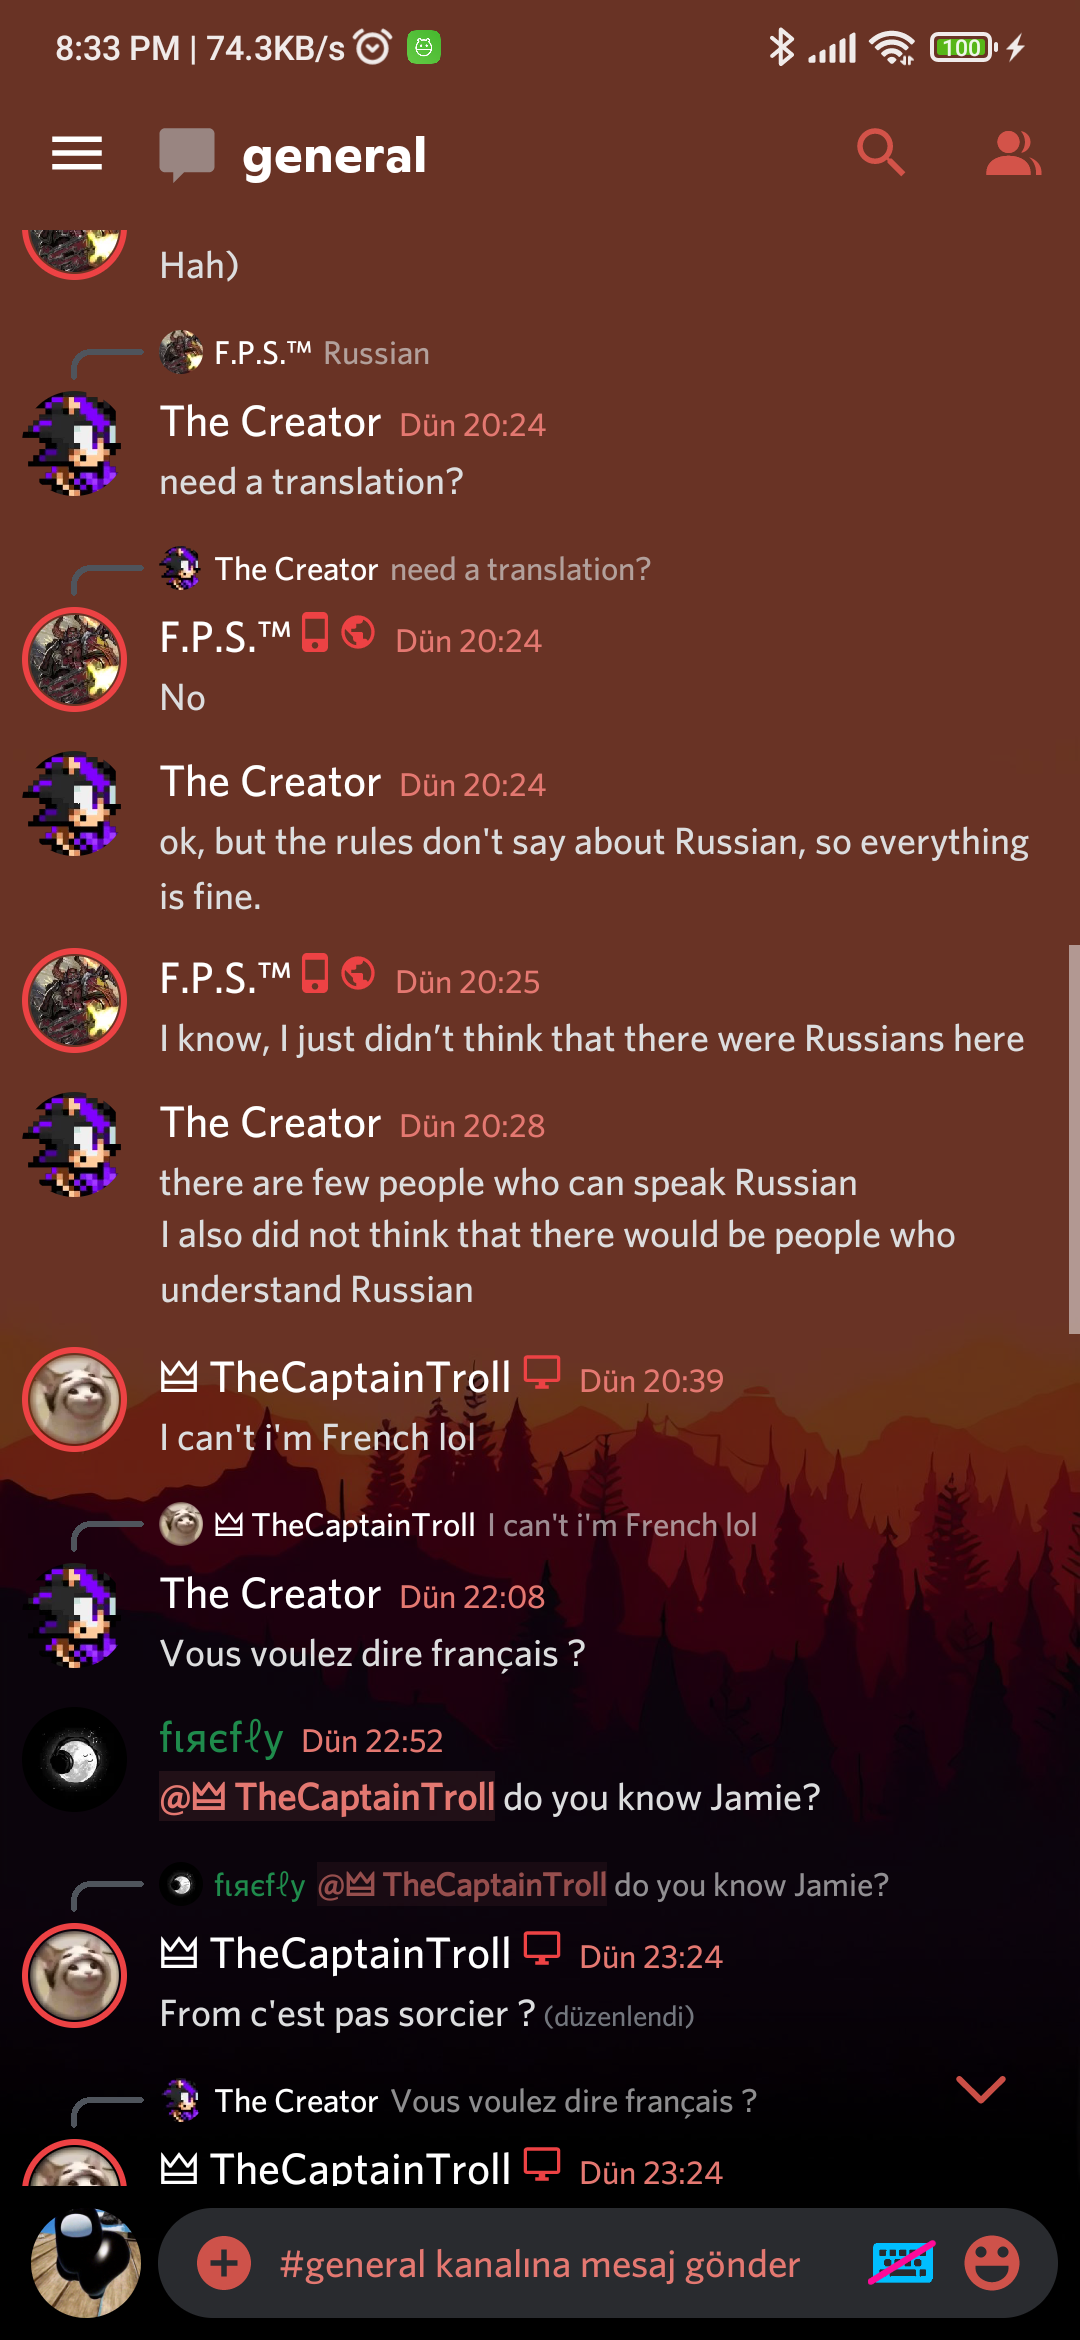 8:33 PM | 74.3KB/s
100
general
Hah)
F.P.S.™ Russian
The Creator Dün 20:24
need a translation?
The Creator need a translation?
F.P.S.™ Dün 20:24
No
The Creator Dün 20:24
ok, but the rules don't say about Russian, so everything
is fine.
F.P.S.™ Dün 20:25
I know, I just didn’t think that there were Russians here
The Creator Dün 20:28
there are few people who can speak Russian
I also did not think that there would be people who
understand Russian
TheCaptainTroll Dün 20:39
I can't i'm French lol
TheCaptainTroll I can't i'm French lol
The Creator Dün 22:08
Vous voulez dire français ?
fιяєfℓy Dün 22:52
@TheCaptainTroll do you know Jamie?
fιяєfℓy @TheCaptainTroll do you know Jamie?
TheCaptainTroll Dün 23:24
From c'est pas sorcier ? (düzenlendi)
The Creator Vous voulez dire français ?
TheCaptainTroll Dün 23:24
#general kanalına mesaj gönder